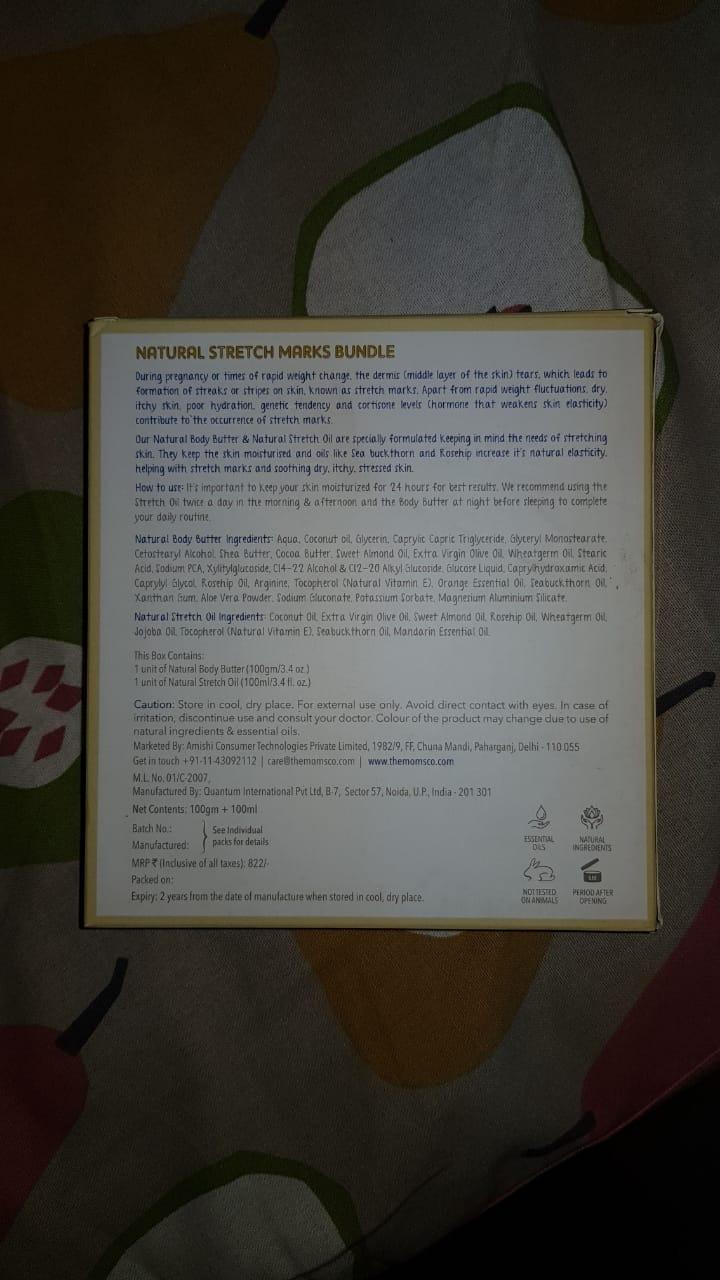 NATURAL STRETCH MARKS BUNDLE
During pregnancy or times of rapid weight change, the dermis (middle layer of the skin) tears, which leads to
formation of streaks or stripes on skin, known as stretch marks. Apart from rapid weight fluctuations, dry,
itchy skin, poor hydration, genetic tendency and cortisone levels (hormone that weakens skin elasticity)
contribute to the occurrence of stretch marks.
Our Natural Body Butter & Natural Stretch Oil are specially formulated keeping in mind the needs of stretching
skin. They keep the skin moisturised and oils like Sea buckthorn and Rosehip increase it's natural elasticity,
helping with stretch marks and soothing dry, itchy, stressed skin.
How to use: It's important to keep your skin moisturized for 24 hours for best results. We recommend using the
Stretch Oil twice a day in the morning & afternoon and the Body Butter at night before sleeping to complete
your daily routine.
Natural Body Butter Ingredients: Aqua, Coconut oil, Glycerin, Caprylic Capric Triglyceride, Glyceryl Monostearate,
Cetostearyl Alcohol, Shea Butter, Cocoa Butter, Sweet Almond Oil, Extra Virgin Olive Oil, Wheatgerm Oil, Stearic
Acid, Sodium PCA, Xylitylglucoside, C14-22 Alcohol & C12-20 Alkyl Glucoside, Glucose Liquid, Caprylhydroxamic Acid,
Caprylyl Glycol, Rosehip Oil, Arginine, Tocopherol (Natural Vitamin E), Orange Essential Oil, Seabuckthorn Oil,
Xanthan Gum, Aloe Vera Powder, Sodium Gluconate, Potassium Sorbate, Magnesium Aluminium Silicate.
Natural Stretch Oil Ingredients: Coconut Oil, Extra Virgin Olive Oil, Sweet Almond Oil, Rosehip Oil, Wheatgerm Oil,
Jojoba Oil, Tocopherol (Natural Vitamin E), Seabuckthorn Oil, Mandarin Essential Oil.
This Box Contains:
1 unit of Natural Body Butter (100gm/3.4 oz.)
1 unit of Natural Stretch Oil (100ml/3.4 fl. oz.)
Caution: Store in cool, dry place. For external use only. Avoid direct contact with eyes. In case of
irritation, discontinue use and consult your doctor. Colour of the product may change due to use of
natural ingredients & essential oils.
Marketed By: Amishi Consumer Technologies Private Limited, 1982/9, FF, Chuna Mandi, Paharganj, Delhi - 110 055
Get in touch +91-11-43092112 | care@themomsco.com | www.themomsco.com
M.L. No. 01/C-2007,
Manufactured By: Quantum International Pvt Ltd, B-7, Sector 57, Noida, U.P., India - 201 301
Net Contents: 100gm + 100ml
Batch No.:
Manufactured:
See Individual
packs for details
MRP ₹ (Inclusive of all taxes): 822/-
Packed on:
Expiry: 2 years from the date of manufacture when stored in cool, dry place.
ESSENTIAL
OILS
NATURAL
INGREDIENTS
NOT TESTED
ON ANIMALS
PERIOD AFTER
OPENING